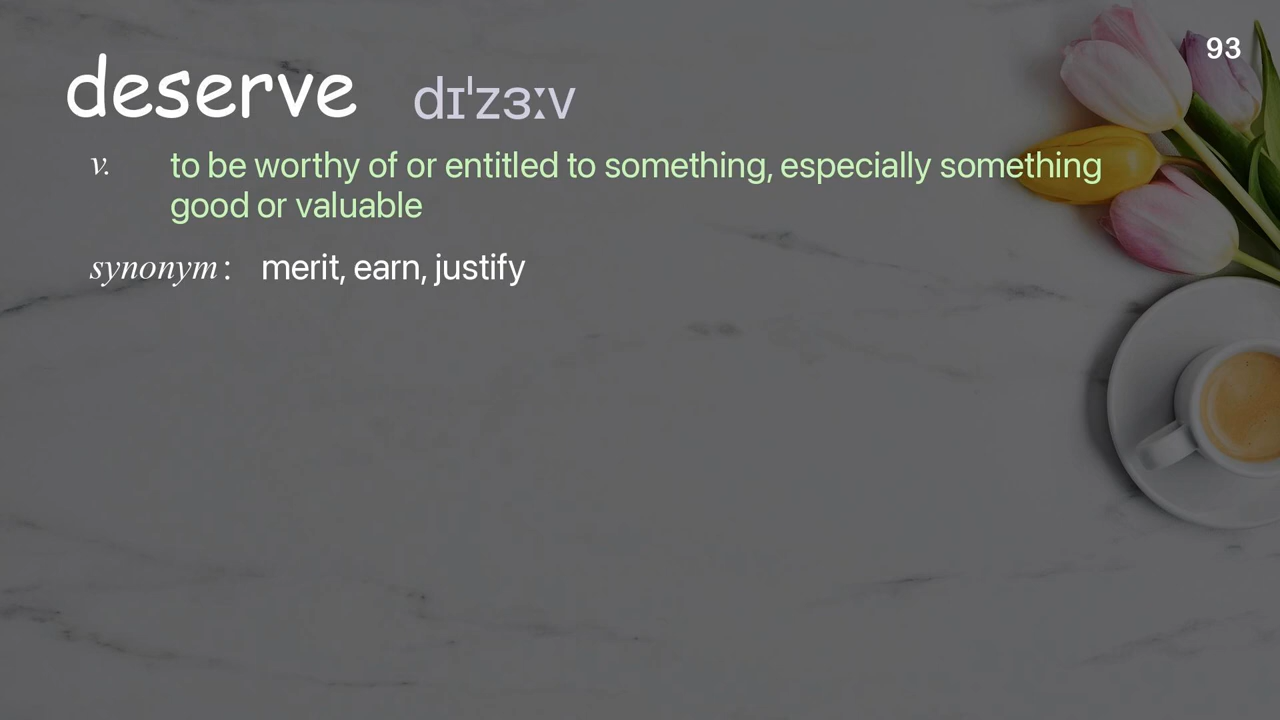 93
deserve dɪˈzɜːv
v. to be worthy of or entitled to something, especially something
good or valuable
synonym : merit, earn, justify